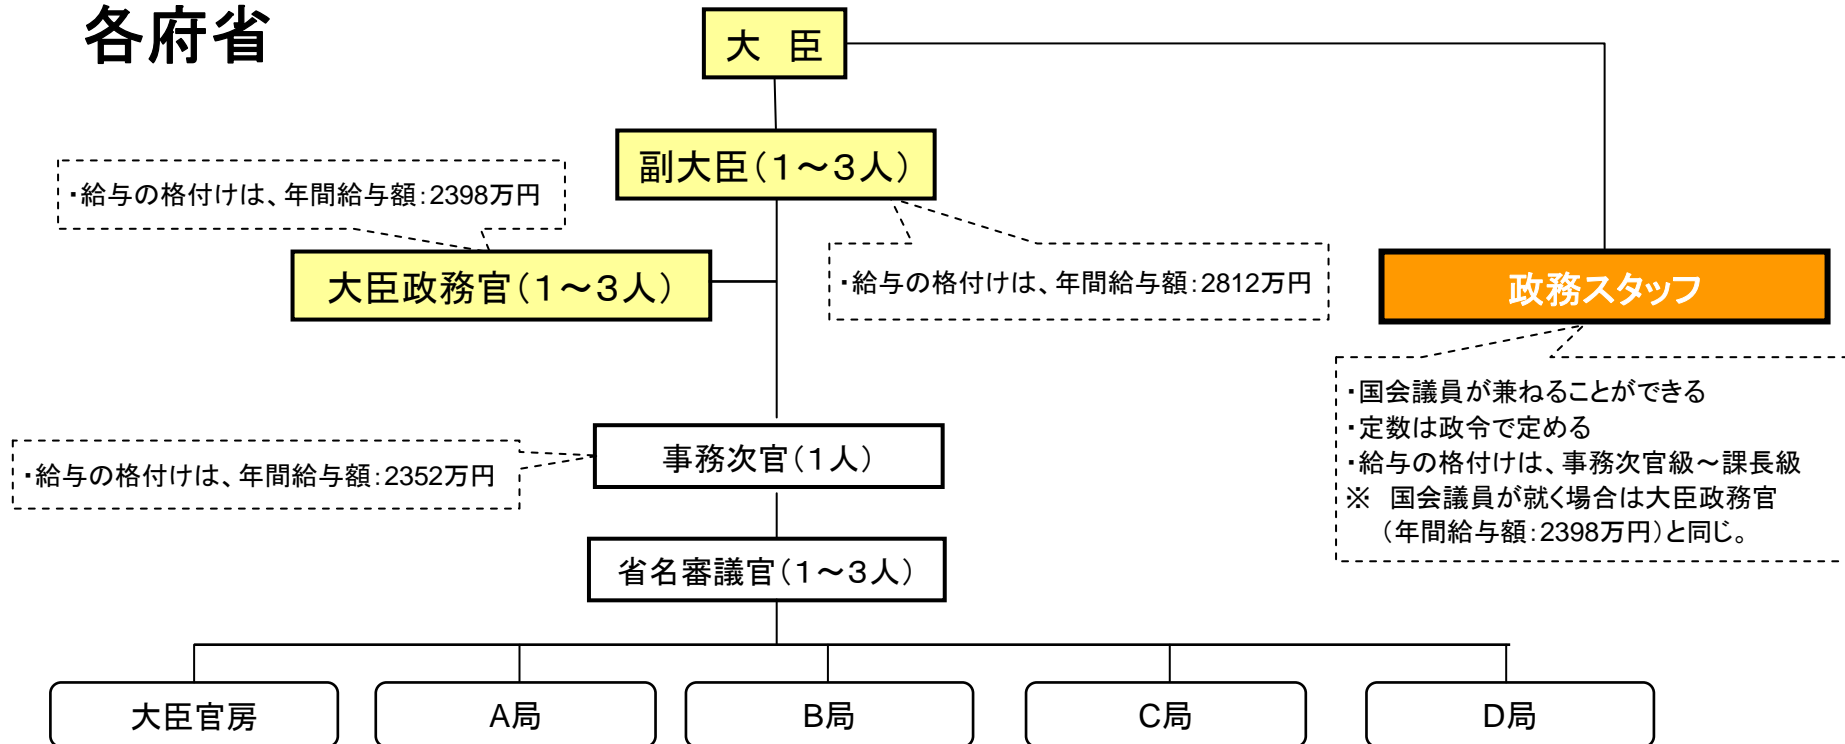 各府省
大　臣
副大臣（１～３人）
・給与の格付けは、年間給与額：2398万円
大臣政務官（１～３人）
・給与の格付けは、年間給与額：2812万円
政務スタッフ
・国会議員が兼ねることができる
・定数は政令で定める
・給与の格付けは、事務次官級～課長級
※　国会議員が就く場合は大臣政務官
（年間給与額：2398万円）と同じ。
事務次官（１人）
・給与の格付けは、年間給与額：2352万円
省名審議官（１～３人）
大臣官房
A局
B局
C局
D局